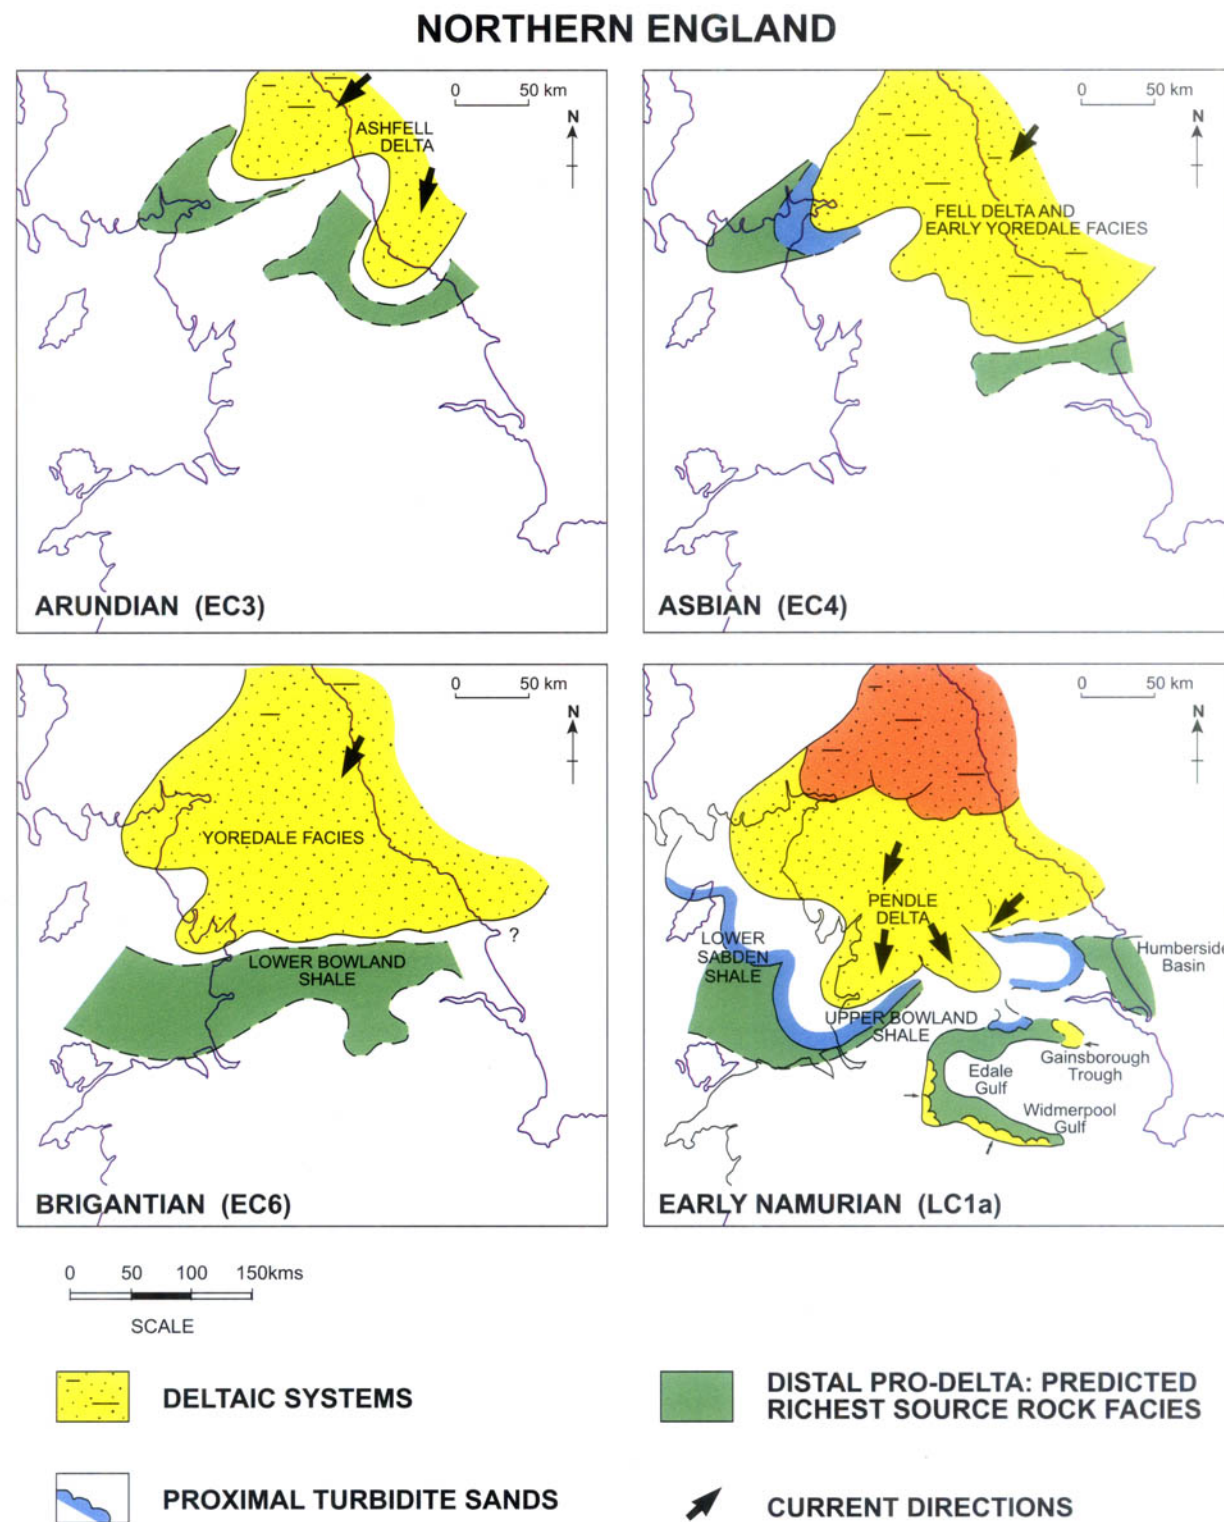 NORTHERN ENGLAND
0 50 km
N
ASHFELL
DELTA
ARUNDIAN (EC3)
0 50 km
N
FELL DELTA AND
EARLY YOREDALE FACIES
ASBIAN (EC4)
0 50 km
N
YOREDALE FACIES
?
LOWER BOWLAND
SHALE
BRIGANTIAN (EC6)
0 50 km
N
PENDLE
DELTA
LOWER
SABDEN
SHALE
Humberside
Basin
UPPER BOWLAND
SHALE
Gainsborough
Trough
Edale
Gulf
Widmerpool
Gulf
EARLY NAMURIAN (LC1a)
0 50 100 150kms
SCALE
DELTAIC SYSTEMS
DISTAL PRO-DELTA: PREDICTED
RICHEST SOURCE ROCK FACIES
PROXIMAL TURBIDITE SANDS
CURRENT DIRECTIONS